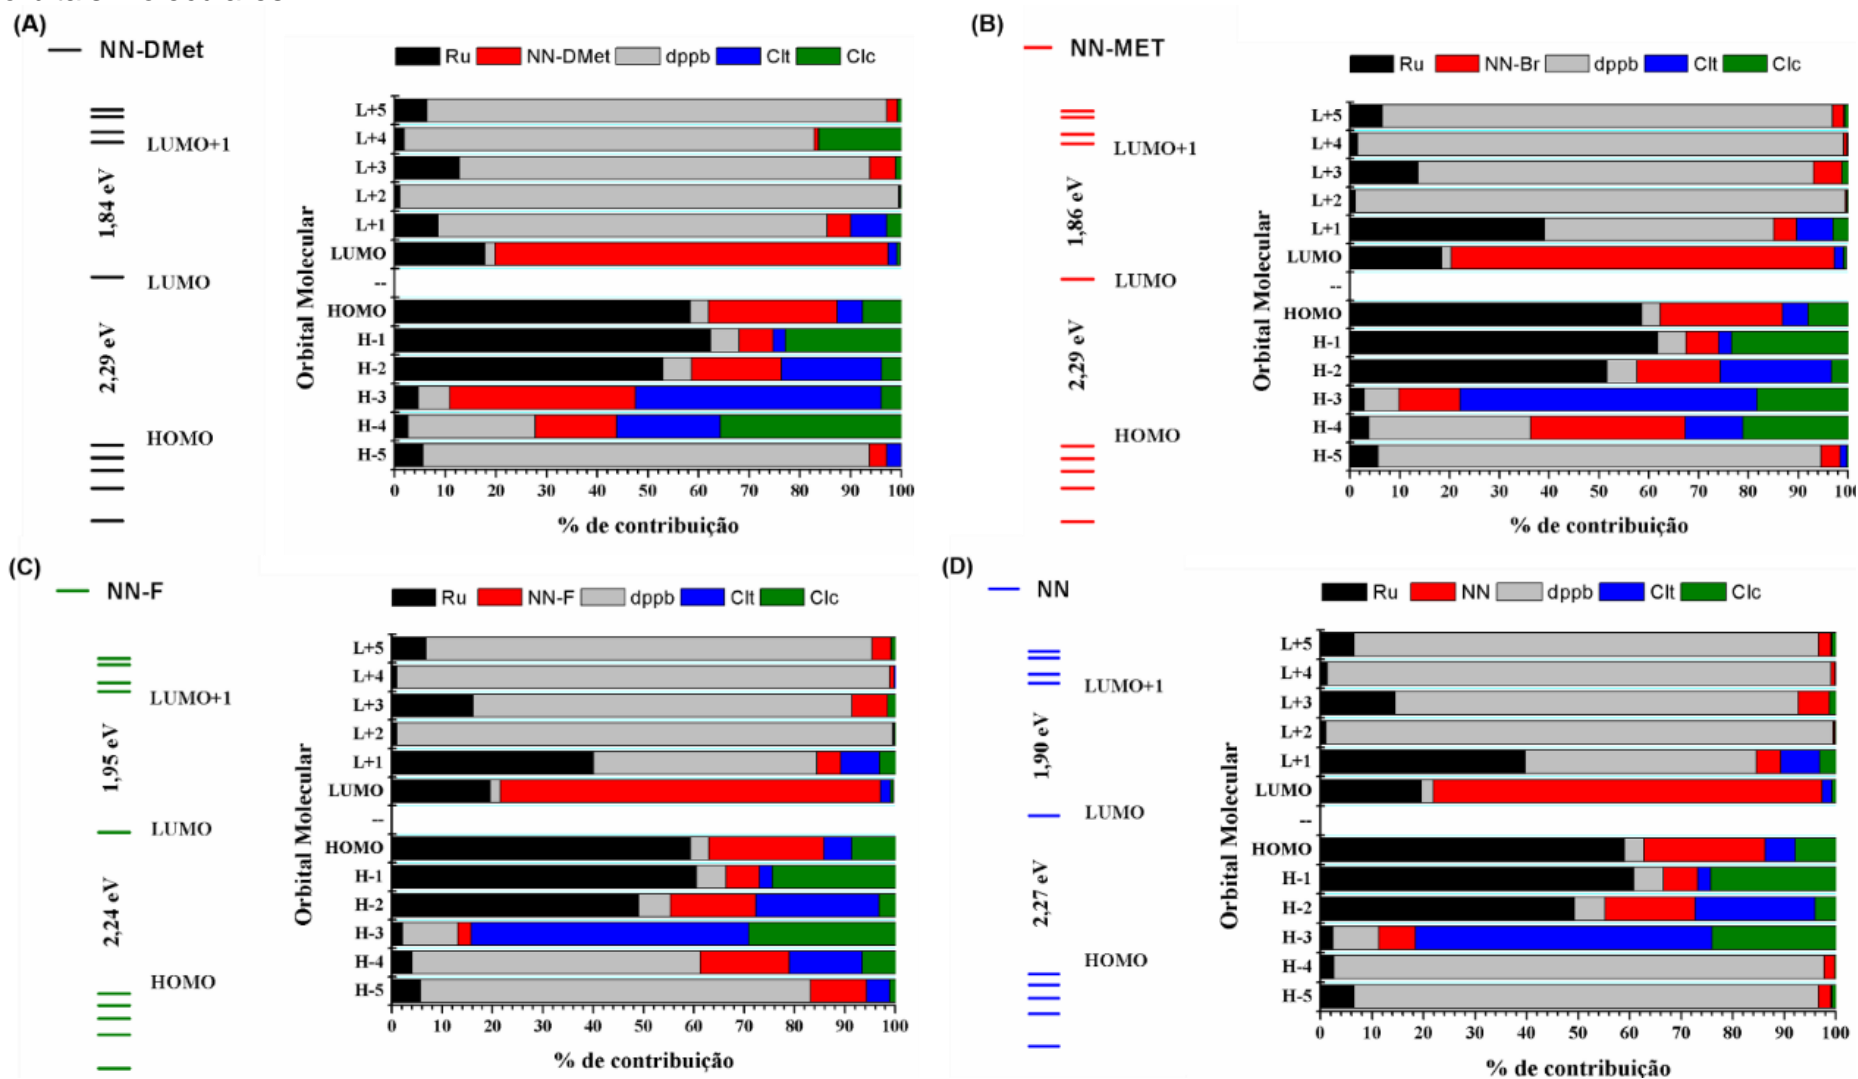 (A)
NN-DMet
LUMO+1
1,84 eV
LUMO
2,29 eV
HOMO
Ru NN-DMet dppb Clt Clc
Orbital Molecular
L+5
L+4
L+3
L+2
L+1
LUMO
--
HOMO
H-1
H-2
H-3
H-4
H-5
0 10 20 30 40 50 60 70 80 90 100
% de contribuição
(B)
NN-MET
LUMO+1
1,86 eV
LUMO
2,29 eV
HOMO
Ru NN-Br dppb Clt Clc
Orbital Molecular
L+5
L+4
L+3
L+2
L+1
LUMO
--
HOMO
H-1
H-2
H-3
H-4
H-5
0 10 20 30 40 50 60 70 80 90
% de contribuição
(C)
NN-F
LUMO+1
1,95 eV
LUMO
2,24 eV
HOMO
Ru NN-F dppb Clt Clc
Orbital Molecular
L+5
L+4
L+3
L+2
L+1
LUMO
--
HOMO
H-1
H-2
H-3
H-4
H-5
0 10 20 30 40 50 60 70 80 90 100
% de contribuição
(D)
NN
LUMO+1
1,90 eV
LUMO
2,27 eV
HOMO
Ru NN dppb Clt Clc
Orbital Molecular
L+5
L+4
L+3
L+2
L+1
LUMO
--
HOMO
H-1
H-2
H-3
H-4
H-5
0 10 20 30 40 50 60 70 80 90 100
% de contribuição